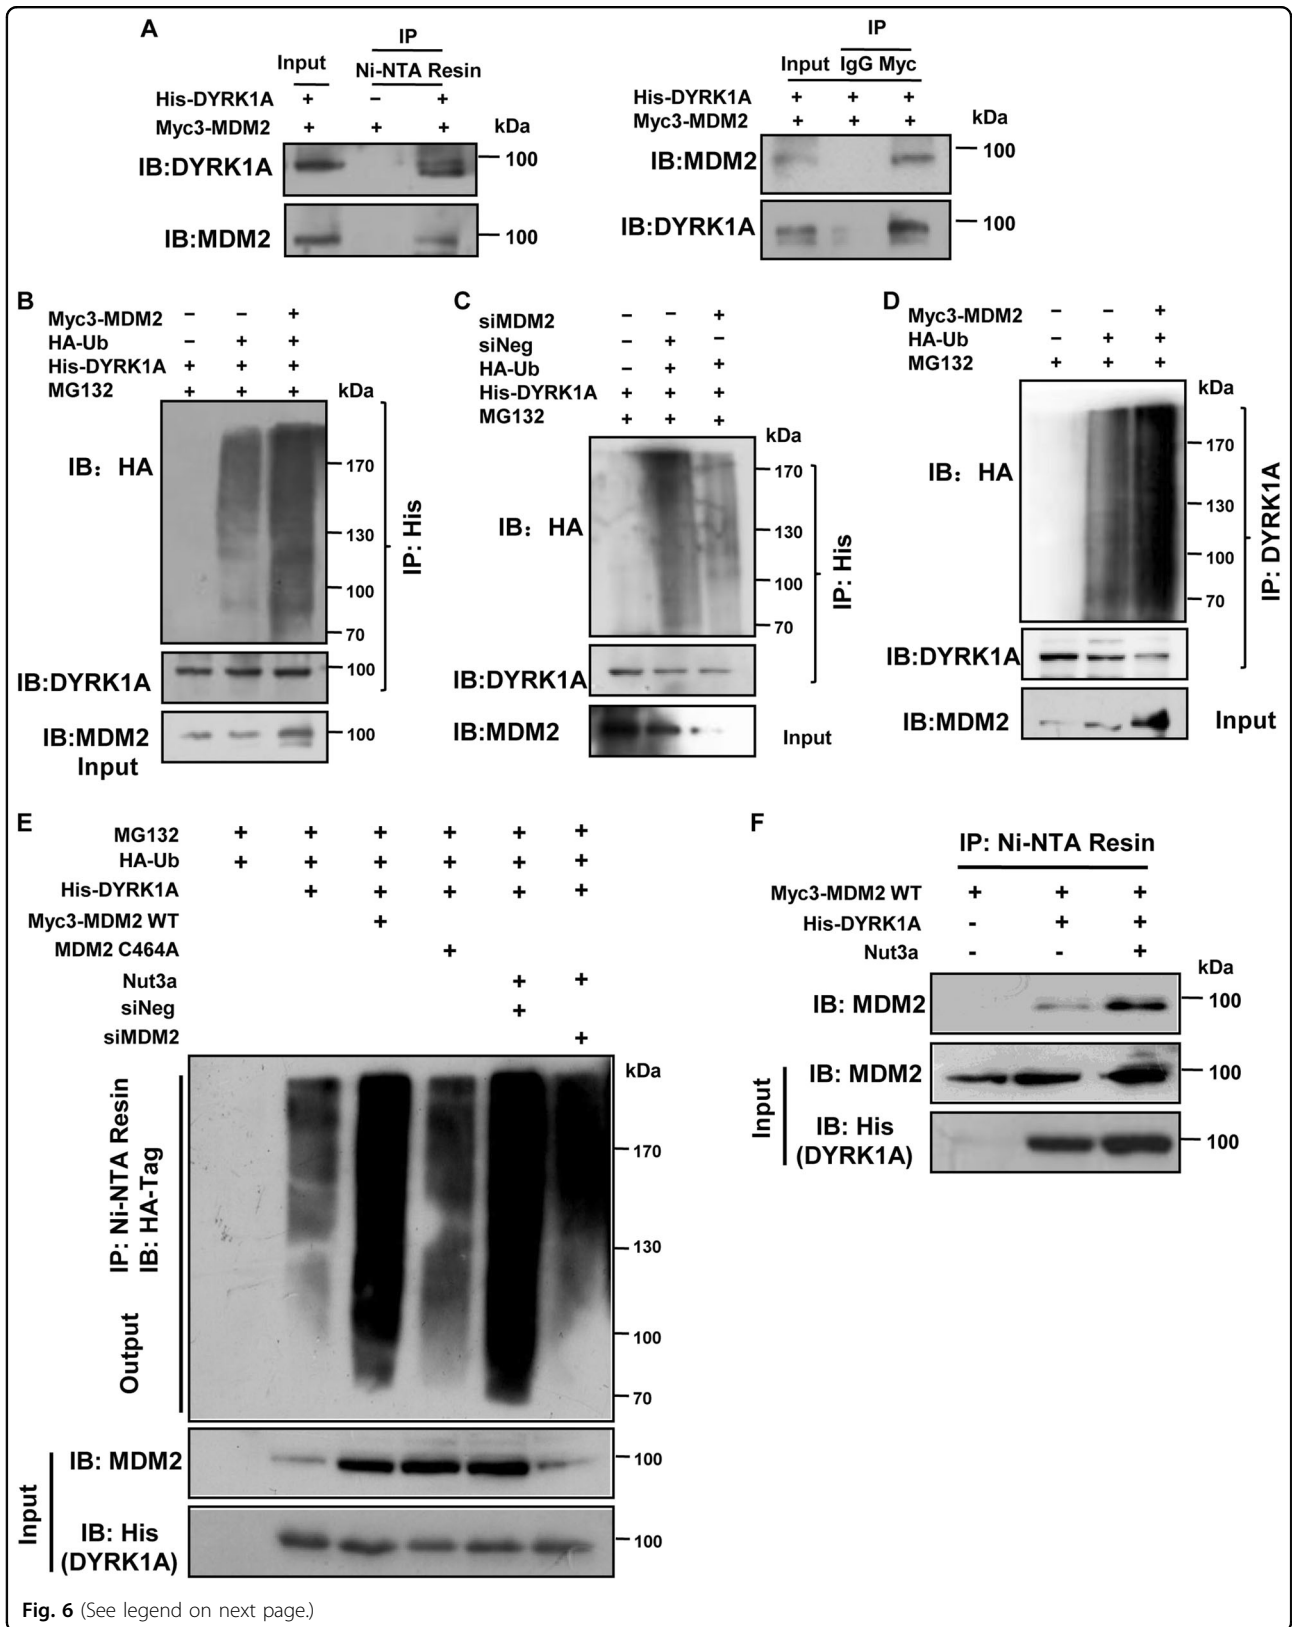 A
IP
Input
Ni-NTA Resin
His-DYRK1A + − +
Myc3-MDM2 + + + kDa
IB:DYRK1A 100
IB:MDM2 100
IP
Input IgG Myc
His-DYRK1A + + +
Myc3-MDM2 + + + kDa
IB:MDM2 100
IB:DYRK1A 100
B
Myc3-MDM2 − − +
HA-Ub − + +
His-DYRK1A + + +
MG132 + + + kDa
IB: HA
170
130
100
70
IB:DYRK1A 100
IP: His
IB:MDM2 100
Input
C
siMDM2 − − +
siNeg − + −
HA-Ub − + +
His-DYRK1A + + +
MG132 + + +
kDa
IB: HA
170
130
100
70
IB:DYRK1A
IP: His
IB:MDM2 Input
D
Myc3-MDM2 − − +
HA-Ub − + +
MG132 + + +
kDa
IB: HA
170
130
100
70
IB:DYRK1A
IP: DYRK1A
IB:MDM2 Input
E
MG132 + + + + + +
HA-Ub + + + + + +
His-DYRK1A + + + + +
Myc3-MDM2 WT +
MDM2 C464A +
Nut3a + +
siNeg +
siMDM2 +
kDa
IP: Ni-NTA Resin
IB: HA-Tag
Output
170
130
100
70
Input
IB: MDM2 100
IB: His
(DYRK1A) 100
F
IP: Ni-NTA Resin
Myc3-MDM2 WT + + +
His-DYRK1A - + +
Nut3a - - +
kDa
IB: MDM2 100
Input
IB: MDM2 100
IB: His
(DYRK1A) 100
Fig. 6 (See legend on next page.)